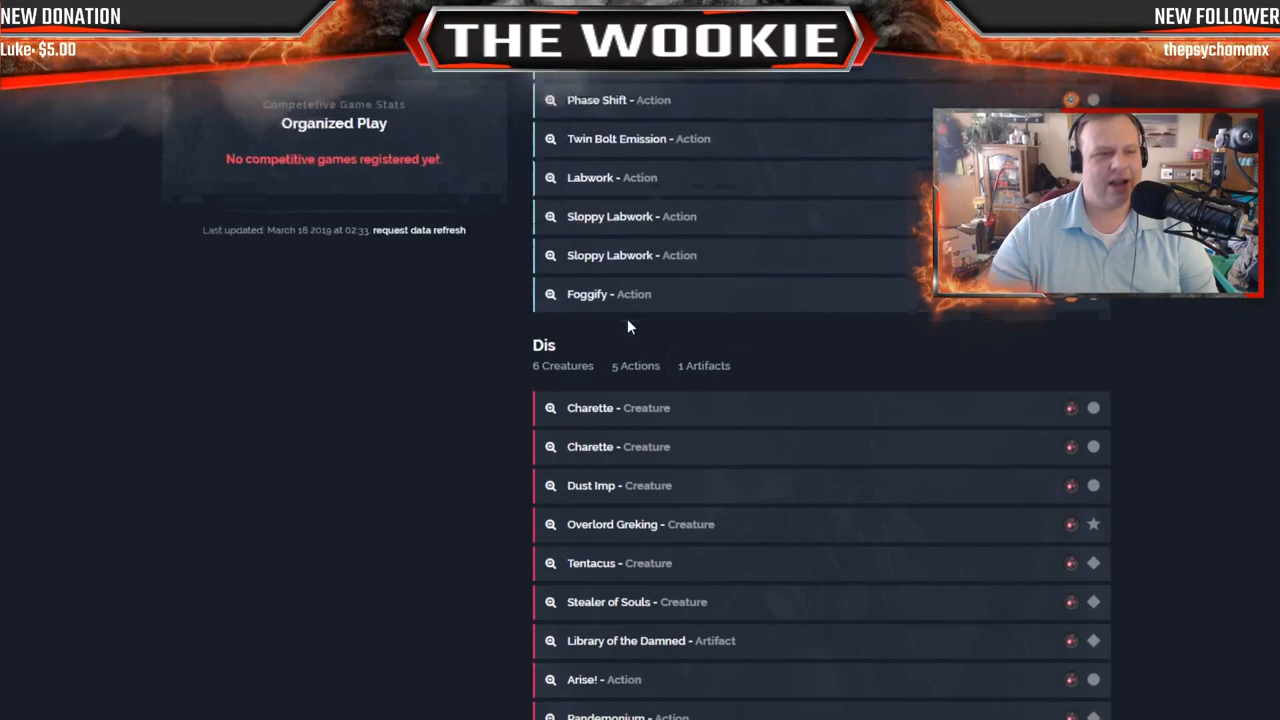 NEW DONATION
Luke• $5.00
THE WOOKIE
NEW FOLLOWER
thepsychomanx
Competetive Game Stats
Organized Play
No competitive games registered yet.
Last updated: March 16 2019 at 02:33, request data refresh
Phase Shift - Action
Twin Bolt Emission - Action
Labwork - Action
Sloppy Labwork - Action
Sloppy Labwork - Action
Foggify - Action
Dis
6 Creatures 5 Actions 1 Artifacts
Charette - Creature
Charette - Creature
Dust Imp - Creature
Overlord Greking - Creature
Tentacus - Creature
Stealer of Souls - Creature
Library of the Damned - Artifact
Arise! - Action
Pandemonium - Action